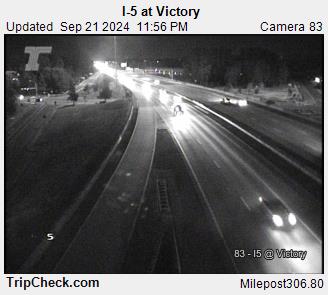 I-5 at Victory
Updated Sep 21 2024 11:56 PM Camera 83
T
S
83 - I5 @ Victory
TripCheck.com Milepost306.80